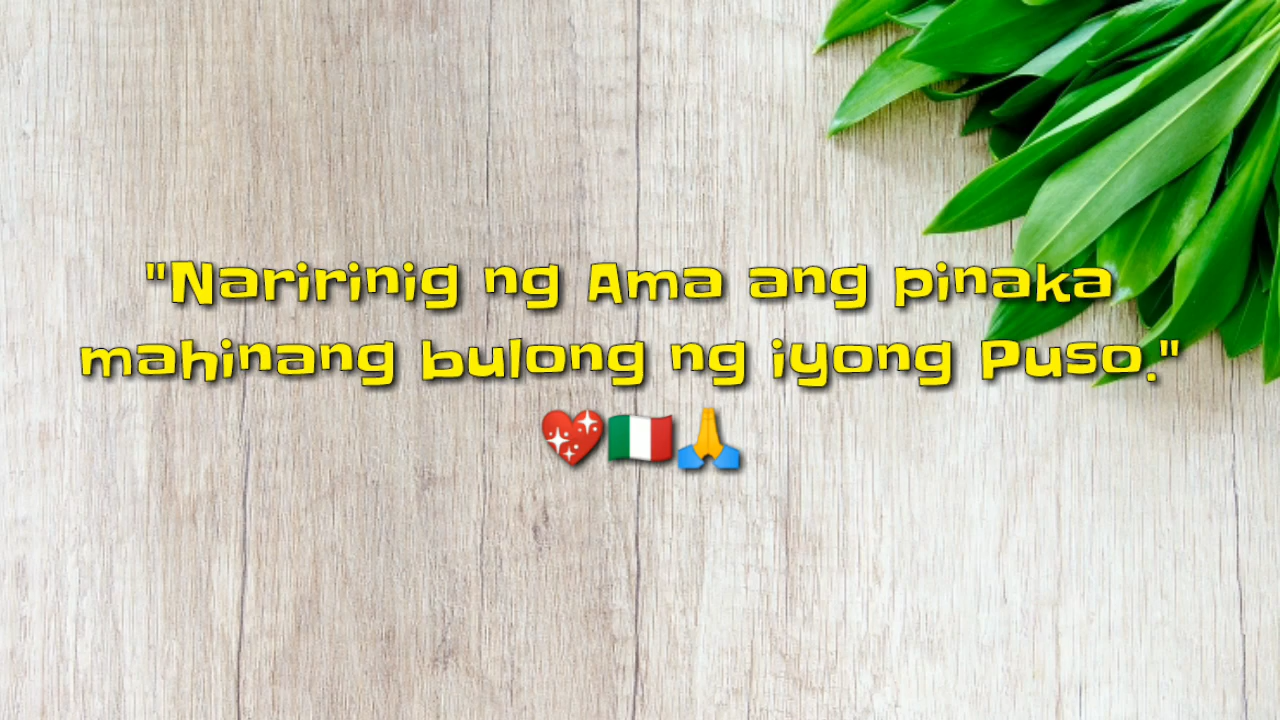 "Naririnig ng Ama ang pinaka
mahinang bulong ng iyong Puso."
💖🇮🇹🙏